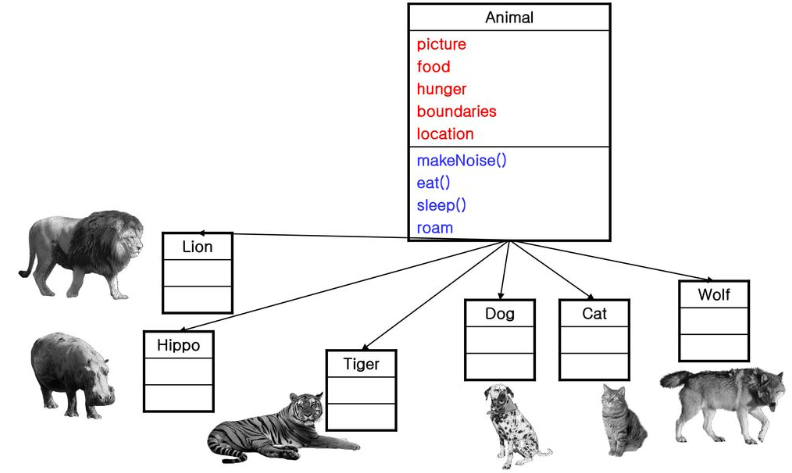 Animal
picture
food
hunger
boundaries
location
makeNoise()
eat()
sleep()
roam
Lion
Hippo
Tiger
Dog
Cat
Wolf